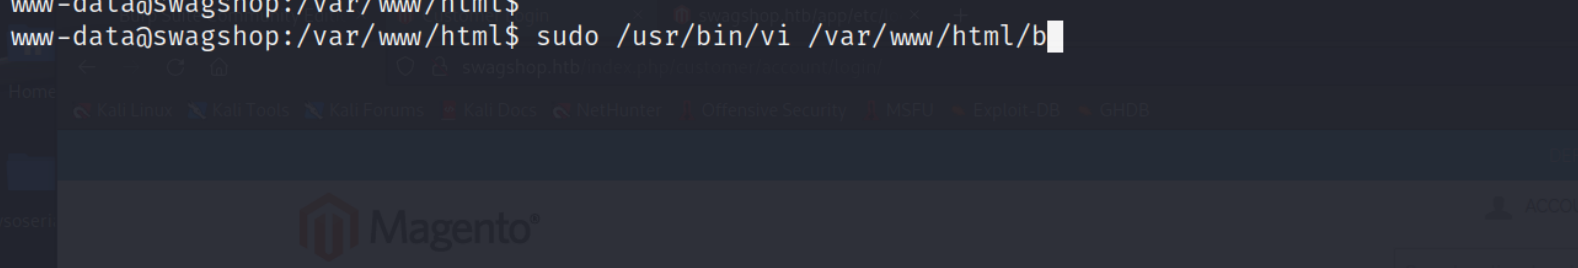 www-data@swagshop:/var/www/html$
www-data@swagshop:/var/www/html$ sudo /usr/bin/vi /var/www/html/b
swagshop.htb/app/etc/l
swagshop.htb
Home
Kali Linux Kali Tools Kali Forums Kali Docs NetHunter Offensive Security MSFU Exploit-DB GHDB
Magento®
ACCO